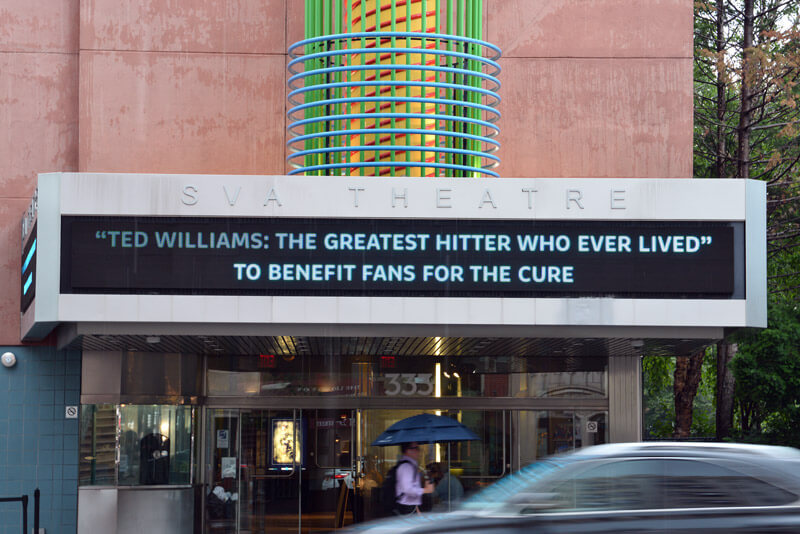 SVA THEATRE
“TED WILLIAMS: THE GREATEST HITTER WHO EVER LIVED”
TO BENEFIT FANS FOR THE CURE
333